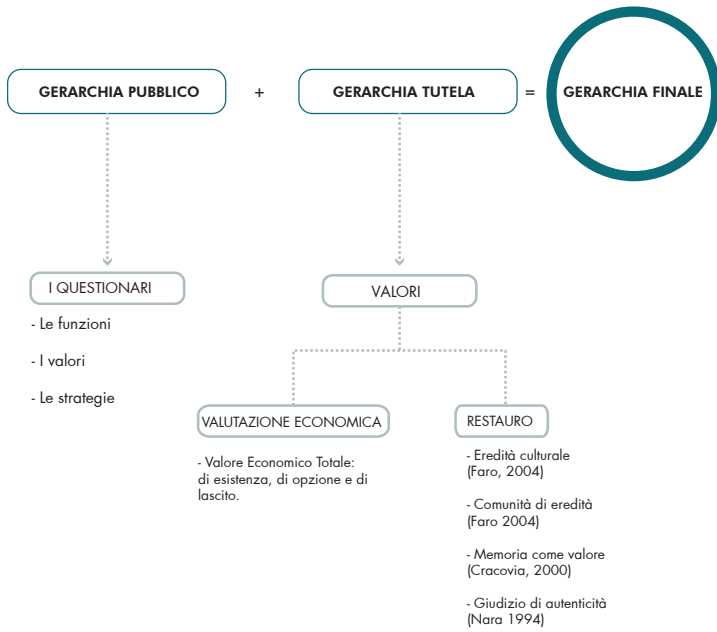 GERARCHIA PUBBLICO + GERARCHIA TUTELA = GERARCHIA FINALE
I QUESTIONARI
- Le funzioni
- I valori
- Le strategie
VALORI
VALUTAZIONE ECONOMICA
- Valore Economico Totale:
di esistenza, di opzione e di
lascito.
RESTAURO
- Eredità culturale
(Faro, 2004)
- Comunità di eredità
(Faro 2004)
- Memoria come valore
(Cracovia, 2000)
- Giudizio di autenticità
(Nara 1994)